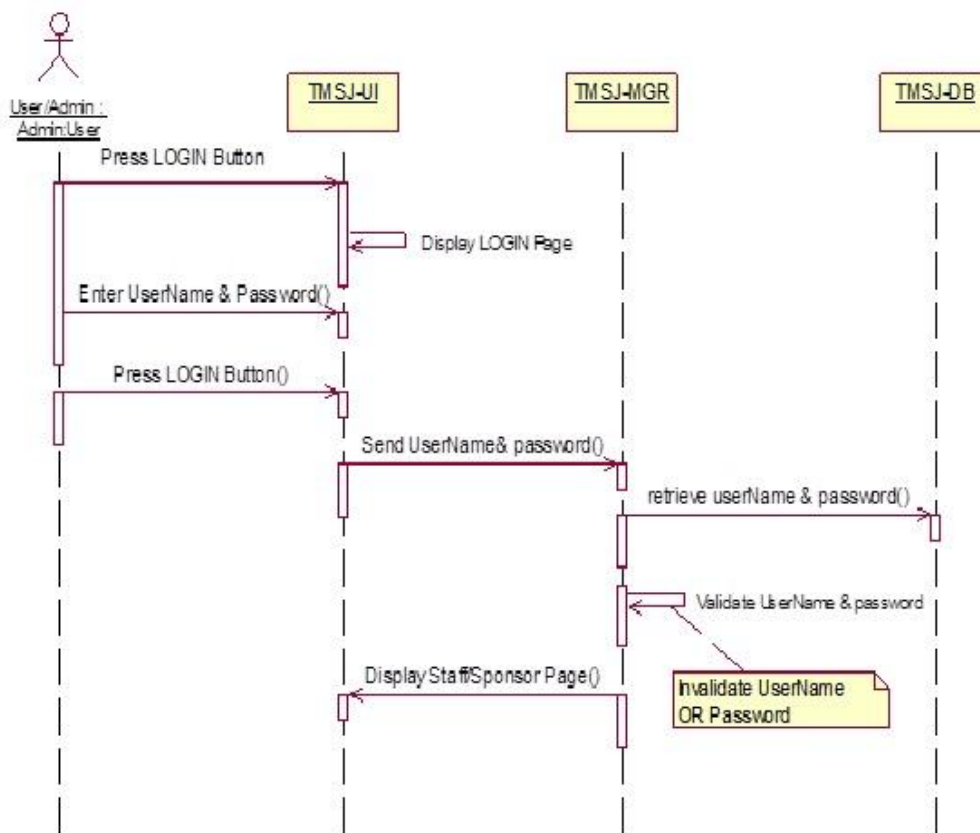 User/Admin :
Admin:User
TMSJ-UI
TMSJ-MGR
TMSJ-DB
Press LOGIN Button
Display LOGIN Page
Enter UserName & Password()
Press LOGIN Button()
Send UserName& password()
retrieve userName & password()
Validate UserName & password
Display Staff/Sponsor Page()
Invalidate UserName
OR Password